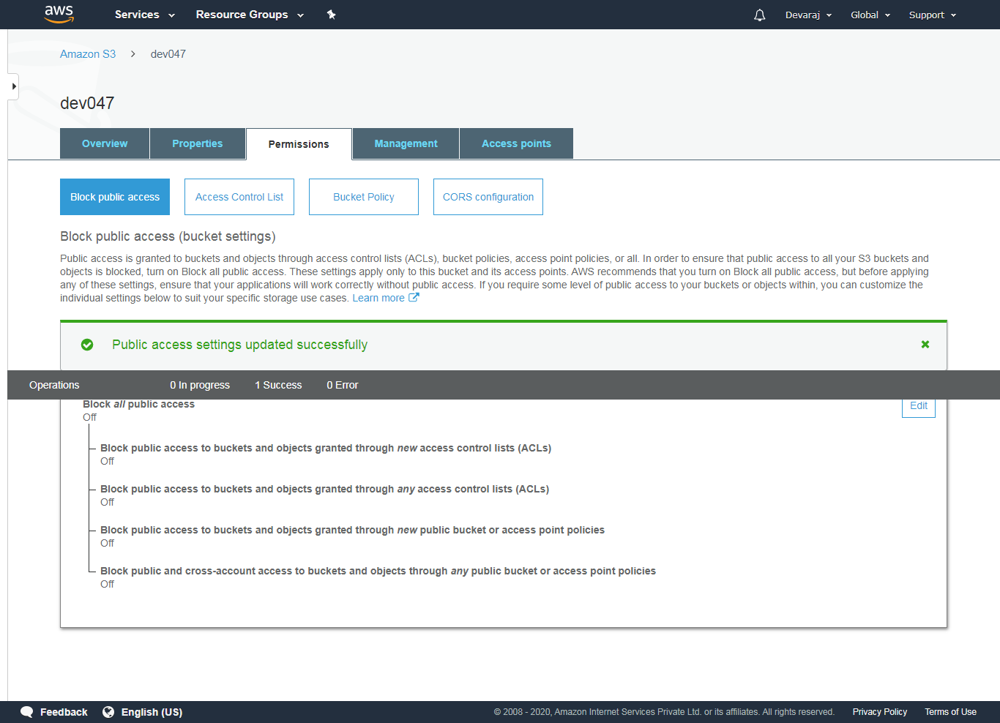 aws Services Resource Groups Devaraj Global Support
Amazon S3 > dev047
dev047
Overview Properties Permissions Management Access points
Block public access Access Control List Bucket Policy CORS configuration
Block public access (bucket settings)
Public access is granted to buckets and objects through access control lists (ACLs), bucket policies, access point policies, or all. In order to ensure that public access to all your S3 buckets and
objects is blocked, turn on Block all public access. These settings apply only to this bucket and its access points. AWS recommends that you turn on Block all public access, but before applying
any of these settings, ensure that your applications will work correctly without public access. If you require some level of public access to your buckets or objects within, you can customize the
individual settings below to suit your specific storage use cases. Learn more
Public access settings updated successfully
Operations 0 In progress 1 Success 0 Error
Block all public access Edit
Off
Block public access to buckets and objects granted through new access control lists (ACLs)
Off
Block public access to buckets and objects granted through any access control lists (ACLs)
Off
Block public access to buckets and objects granted through new public bucket or access point policies
Off
Block public and cross-account access to buckets and objects through any public bucket or access point policies
Off
Feedback English (US) © 2008 - 2020, Amazon Internet Services Private Ltd. or its affiliates. All rights reserved. Privacy Policy Terms of Use